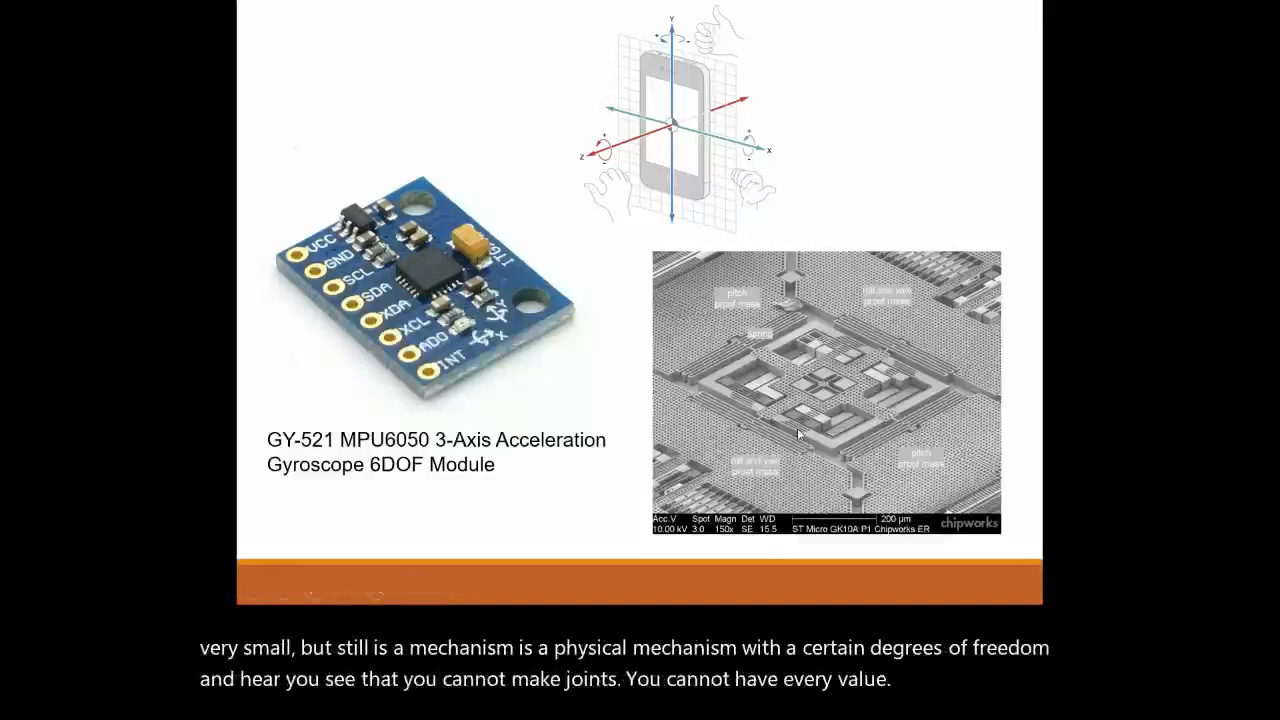 Y
X
Z
VCC
GND
SCL
SDA
XDA
XCL
ADO
INT
ITG/
Y
X
pitch
proof mass
roll and yaw
proof mass
spring
roll and yaw
proof mass
pitch
proof mass
Acc.V Spot Magn Det WD 200 µm
10.00 kV 3.0 150x SE 15.5 ST Micro GK10A P1 Chipworks ER
chipworks
GY-521 MPU6050 3-Axis Acceleration
Gyroscope 6DOF Module
very small, but still is a mechanism is a physical mechanism with a certain degrees of freedom
and hear you see that you cannot make joints. You cannot have every value.